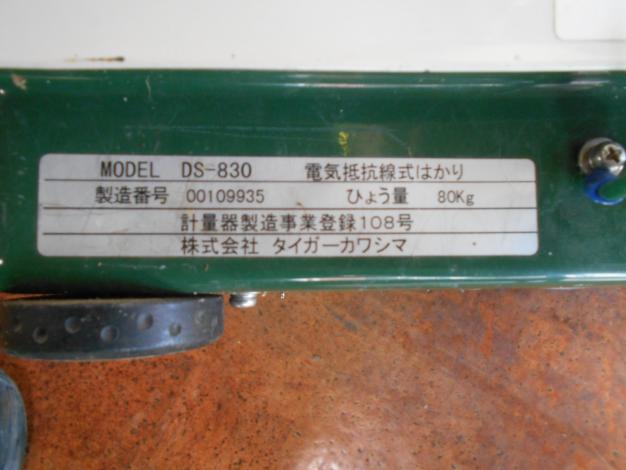 MODEL DS-830 電気抵抗線式はかり
製造番号 00109935 ひょう量 80Kg
計量器製造事業登録108号
株式会社 タイガーカワシマ